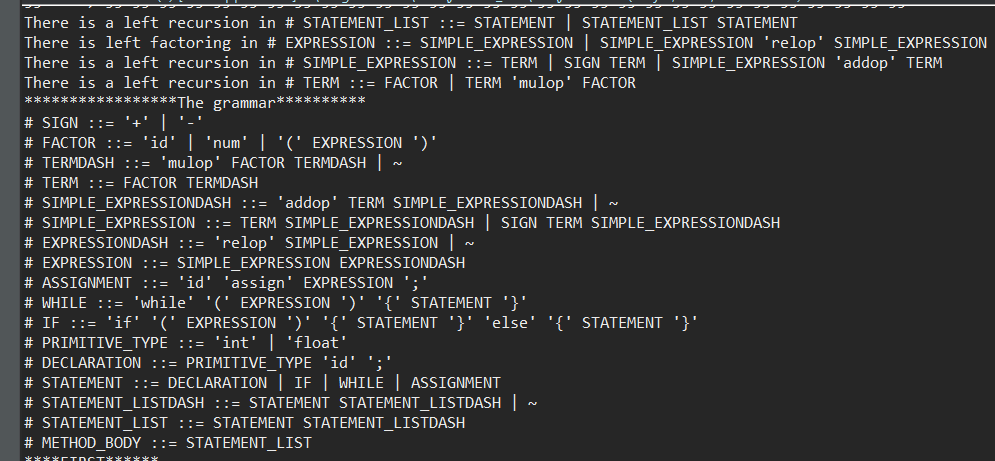 There is a left recursion in # STATEMENT_LIST ::= STATEMENT | STATEMENT_LIST STATEMENT
There is left factoring in # EXPRESSION ::= SIMPLE_EXPRESSION | SIMPLE_EXPRESSION 'relop' SIMPLE_EXPRESSION
There is a left recursion in # SIMPLE_EXPRESSION ::= TERM | SIGN TERM | SIMPLE_EXPRESSION 'addop' TERM
There is a left recursion in # TERM ::= FACTOR | TERM 'mulop' FACTOR
*****************The grammar**********
# SIGN ::= '+' | '-'
# FACTOR ::= 'id' | 'num' | '(' EXPRESSION ')'
# TERMDASH ::= 'mulop' FACTOR TERMDASH | ~
# TERM ::= FACTOR TERMDASH
# SIMPLE_EXPRESSIONDASH ::= 'addop' TERM SIMPLE_EXPRESSIONDASH | ~
# SIMPLE_EXPRESSION ::= TERM SIMPLE_EXPRESSIONDASH | SIGN TERM SIMPLE_EXPRESSIONDASH
# EXPRESSIONDASH ::= 'relop' SIMPLE_EXPRESSION | ~
# EXPRESSION ::= SIMPLE_EXPRESSION EXPRESSIONDASH
# ASSIGNMENT ::= 'id' 'assign' EXPRESSION ';'
# WHILE ::= 'while' '(' EXPRESSION ')' '{' STATEMENT '}'
# IF ::= 'if' '(' EXPRESSION ')' '{' STATEMENT '}' 'else' '{' STATEMENT '}'
# PRIMITIVE_TYPE ::= 'int' | 'float'
# DECLARATION ::= PRIMITIVE_TYPE 'id' ';'
# STATEMENT ::= DECLARATION | IF | WHILE | ASSIGNMENT
# STATEMENT_LISTDASH ::= STATEMENT STATEMENT_LISTDASH | ~
# STATEMENT_LIST ::= STATEMENT STATEMENT_LISTDASH
# METHOD_BODY ::= STATEMENT_LIST
****FIRST******